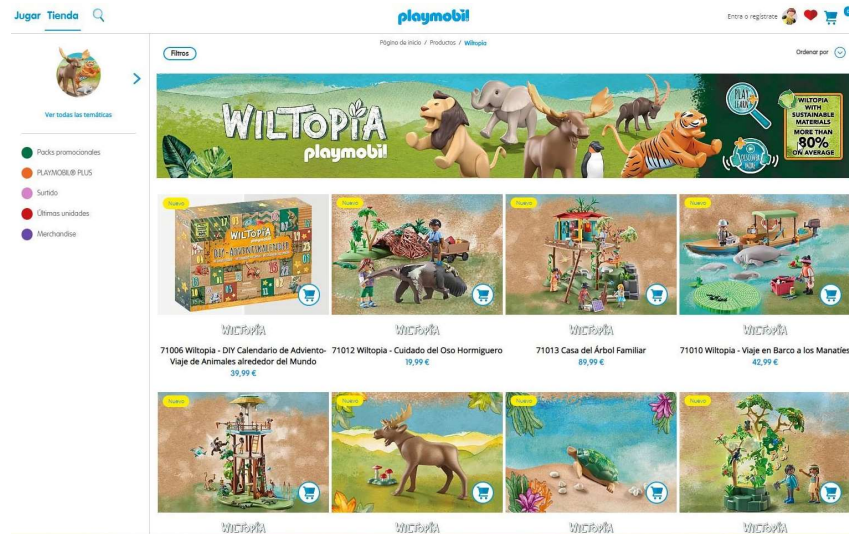 Jugar Tienda
playmobil
Entra o regístrate
Filtros
Página de inicio / Productos / Wiltopia
Ordenar por
Ver todas las temáticas
Packs promocionales
PLAYMOBIL® PLUS
Surtido
Últimas unidades
Merchandise
WILTOPIA
playmobil
PLAY
LEARN
WILTOPIA
WITH
SUSTAINABLE
MATERIALS
MORE THAN
80%
ON AVERAGE
Nuevo
Nuevo
Nuevo
Nuevo
WILTOPIA
DIY-ADVENTKALENDER
WILTOPIA
WILTOPIA
WILTOPIA
WILTOPIA
71006 Wiltopia - DIY Calendario de Adviento-
Viaje de Animales alrededor del Mundo
39,99 €
71012 Wiltopia - Cuidado del Oso Hormiguero
19,99 €
71013 Casa del Árbol Familiar
89,99 €
71010 Wiltopia - Viaje en Barco a los Manatíes
42,99 €
Nuevo
Nuevo
Nuevo
Nuevo
WILTOPIA
WILTOPIA
WILTOPIA
WILTOPIA